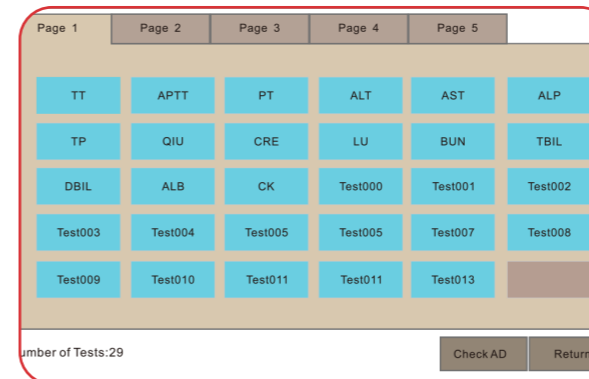 Page 1 Page 2 Page 3 Page 4 Page 5
TT APTT PT ALT AST ALP
TP QIU CRE LU BUN TBIL
DBIL ALB CK Test000 Test001 Test002
Test003 Test004 Test005 Test005 Test007 Test008
Test009 Test010 Test011 Test011 Test013
umber of Tests:29 Check AD Return